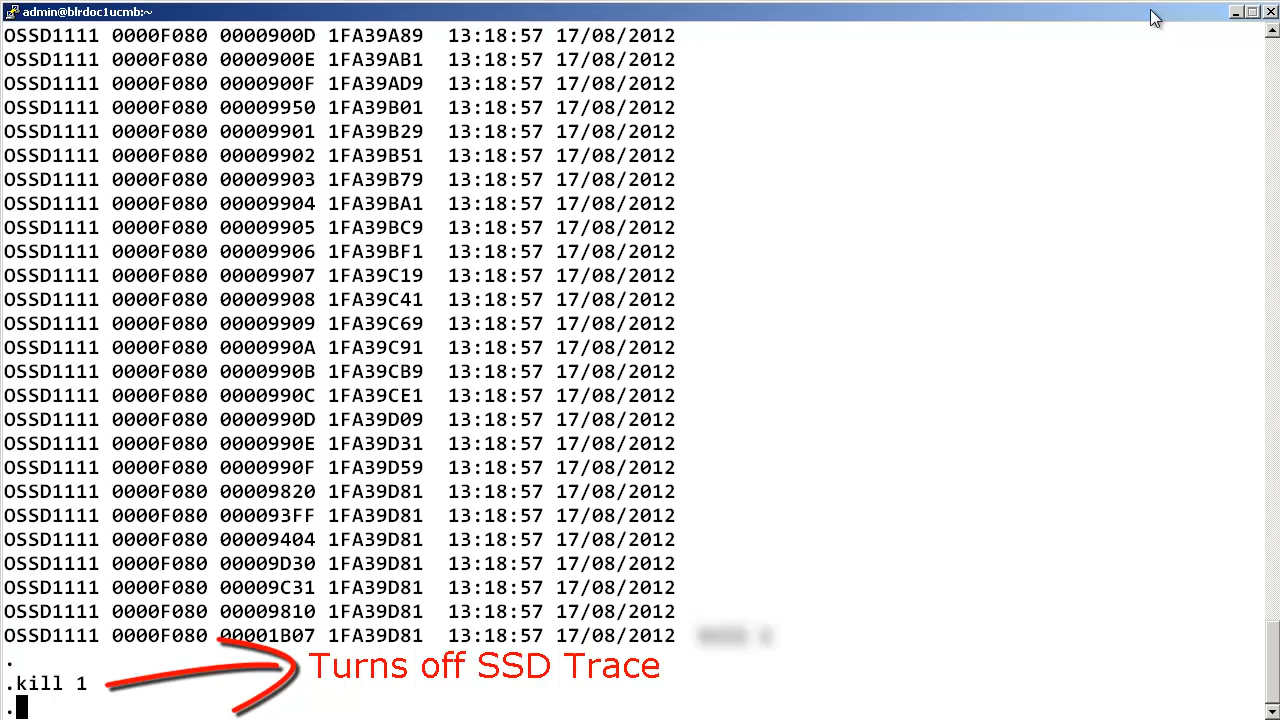 admin@blrdoc1ucmb:~
OSSD1111 0000F080 0000900D 1FA39A89  13:18:57 17/08/2012
OSSD1111 0000F080 0000900E 1FA39AB1  13:18:57 17/08/2012
OSSD1111 0000F080 0000900F 1FA39AD9  13:18:57 17/08/2012
OSSD1111 0000F080 00009950 1FA39B01  13:18:57 17/08/2012
OSSD1111 0000F080 00009901 1FA39B29  13:18:57 17/08/2012
OSSD1111 0000F080 00009902 1FA39B51  13:18:57 17/08/2012
OSSD1111 0000F080 00009903 1FA39B79  13:18:57 17/08/2012
OSSD1111 0000F080 00009904 1FA39BA1  13:18:57 17/08/2012
OSSD1111 0000F080 00009905 1FA39BC9  13:18:57 17/08/2012
OSSD1111 0000F080 00009906 1FA39BF1  13:18:57 17/08/2012
OSSD1111 0000F080 00009907 1FA39C19  13:18:57 17/08/2012
OSSD1111 0000F080 00009908 1FA39C41  13:18:57 17/08/2012
OSSD1111 0000F080 00009909 1FA39C69  13:18:57 17/08/2012
OSSD1111 0000F080 0000990A 1FA39C91  13:18:57 17/08/2012
OSSD1111 0000F080 0000990B 1FA39CB9  13:18:57 17/08/2012
OSSD1111 0000F080 0000990C 1FA39CE1  13:18:57 17/08/2012
OSSD1111 0000F080 0000990D 1FA39D09  13:18:57 17/08/2012
OSSD1111 0000F080 0000990E 1FA39D31  13:18:57 17/08/2012
OSSD1111 0000F080 0000990F 1FA39D59  13:18:57 17/08/2012
OSSD1111 0000F080 00009820 1FA39D81  13:18:57 17/08/2012
OSSD1111 0000F080 000093FF 1FA39D81  13:18:57 17/08/2012
OSSD1111 0000F080 00009404 1FA39D81  13:18:57 17/08/2012
OSSD1111 0000F080 00009D30 1FA39D81  13:18:57 17/08/2012
OSSD1111 0000F080 00009C31 1FA39D81  13:18:57 17/08/2012
OSSD1111 0000F080 00009810 1FA39D81  13:18:57 17/08/2012
OSSD1111 0000F080 00001B07 1FA39D81  13:18:57 17/08/2012
.
Turns off SSD Trace
.kill 1
.